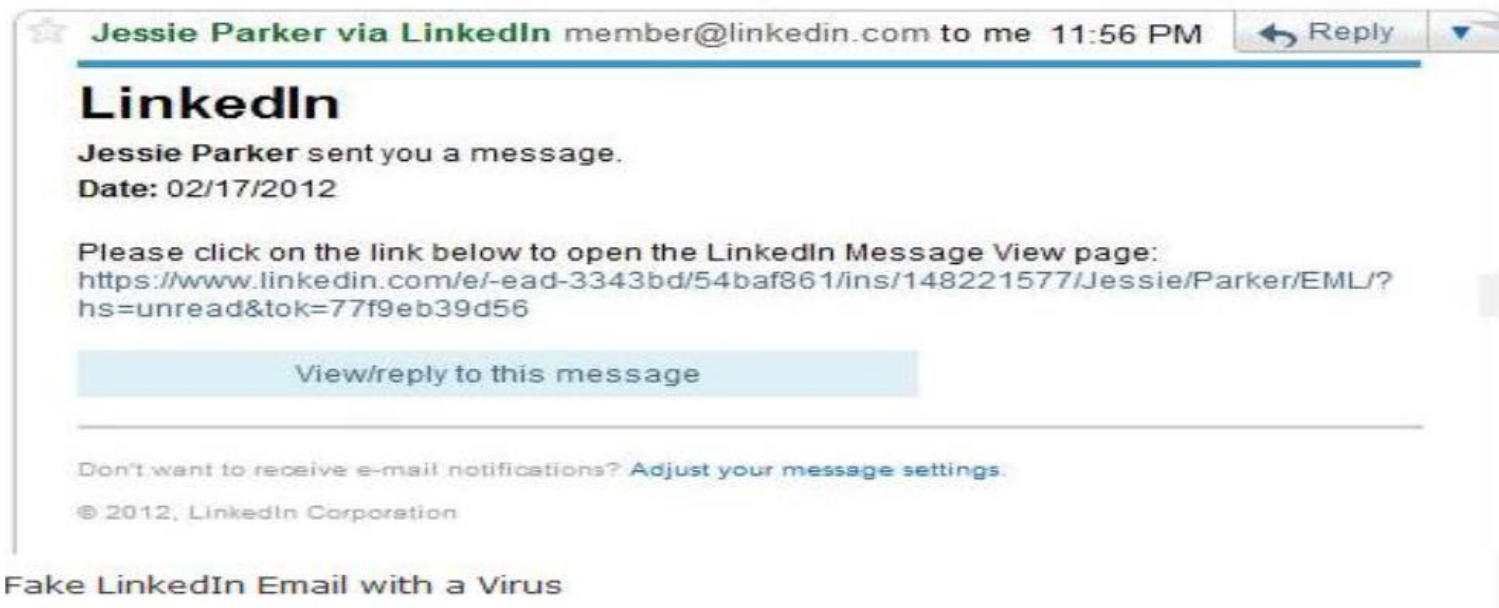 Jessie Parker via LinkedIn member@linkedin.com to me 11:56 PM Reply
LinkedIn
Jessie Parker sent you a message.
Date: 02/17/2012
Please click on the link below to open the LinkedIn Message View page:
https://www.linkedin.com/e/-ead-3343bd/54baf861/ins/148221577/Jessie/Parker/EML/?
hs=unread&tok=77f9eb39d56
View/reply to this message
Don't want to receive e-mail notifications? Adjust your message settings.
© 2012, LinkedIn Corporation
Fake LinkedIn Email with a Virus